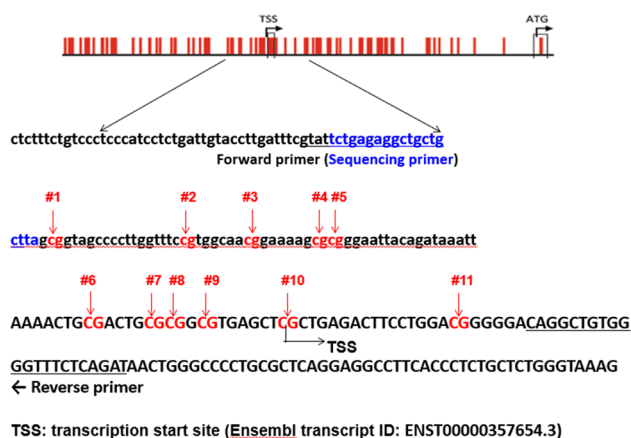 TSS ATG
ctctttctgtccctcccatcctctgattgtaccttgatttcgtattctgagaggctgctg
Forward primer (Sequencing primer)
#1 #2 #3 #4 #5
cttagcggtagccccttggtttccgtggcaacggaaaagcgcgggaattacagataaatt
#6 #7 #8 #9 #10 #11
AAAACTGCGACTGCGCGGCGTGAGCTCGCTGAGACTTCCTGGACGGGGGACAGGCTGTGG
TSS
GGTTTCTCAGATAACTGGGCCCCTGCGCTCAGGAGGCCTTCACCCTCTGCTCTGGGTAAAG
← Reverse primer
TSS: transcription start site (Ensembl transcript ID: ENST00000357654.3)